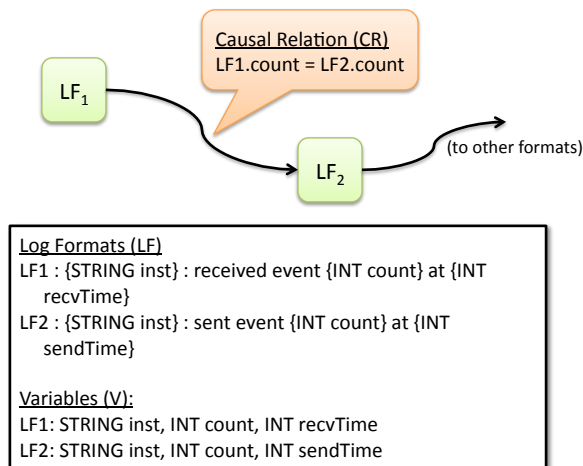 Causal Relation (CR)
LF1.count = LF2.count
LF₁
(to other formats)
LF₂
Log Formats (LF)
LF1 : {STRING inst} : received event {INT count} at {INT
recvTime}
LF2 : {STRING inst} : sent event {INT count} at {INT
sendTime}
Variables (V):
LF1: STRING inst, INT count, INT recvTime
LF2: STRING inst, INT count, INT sendTime